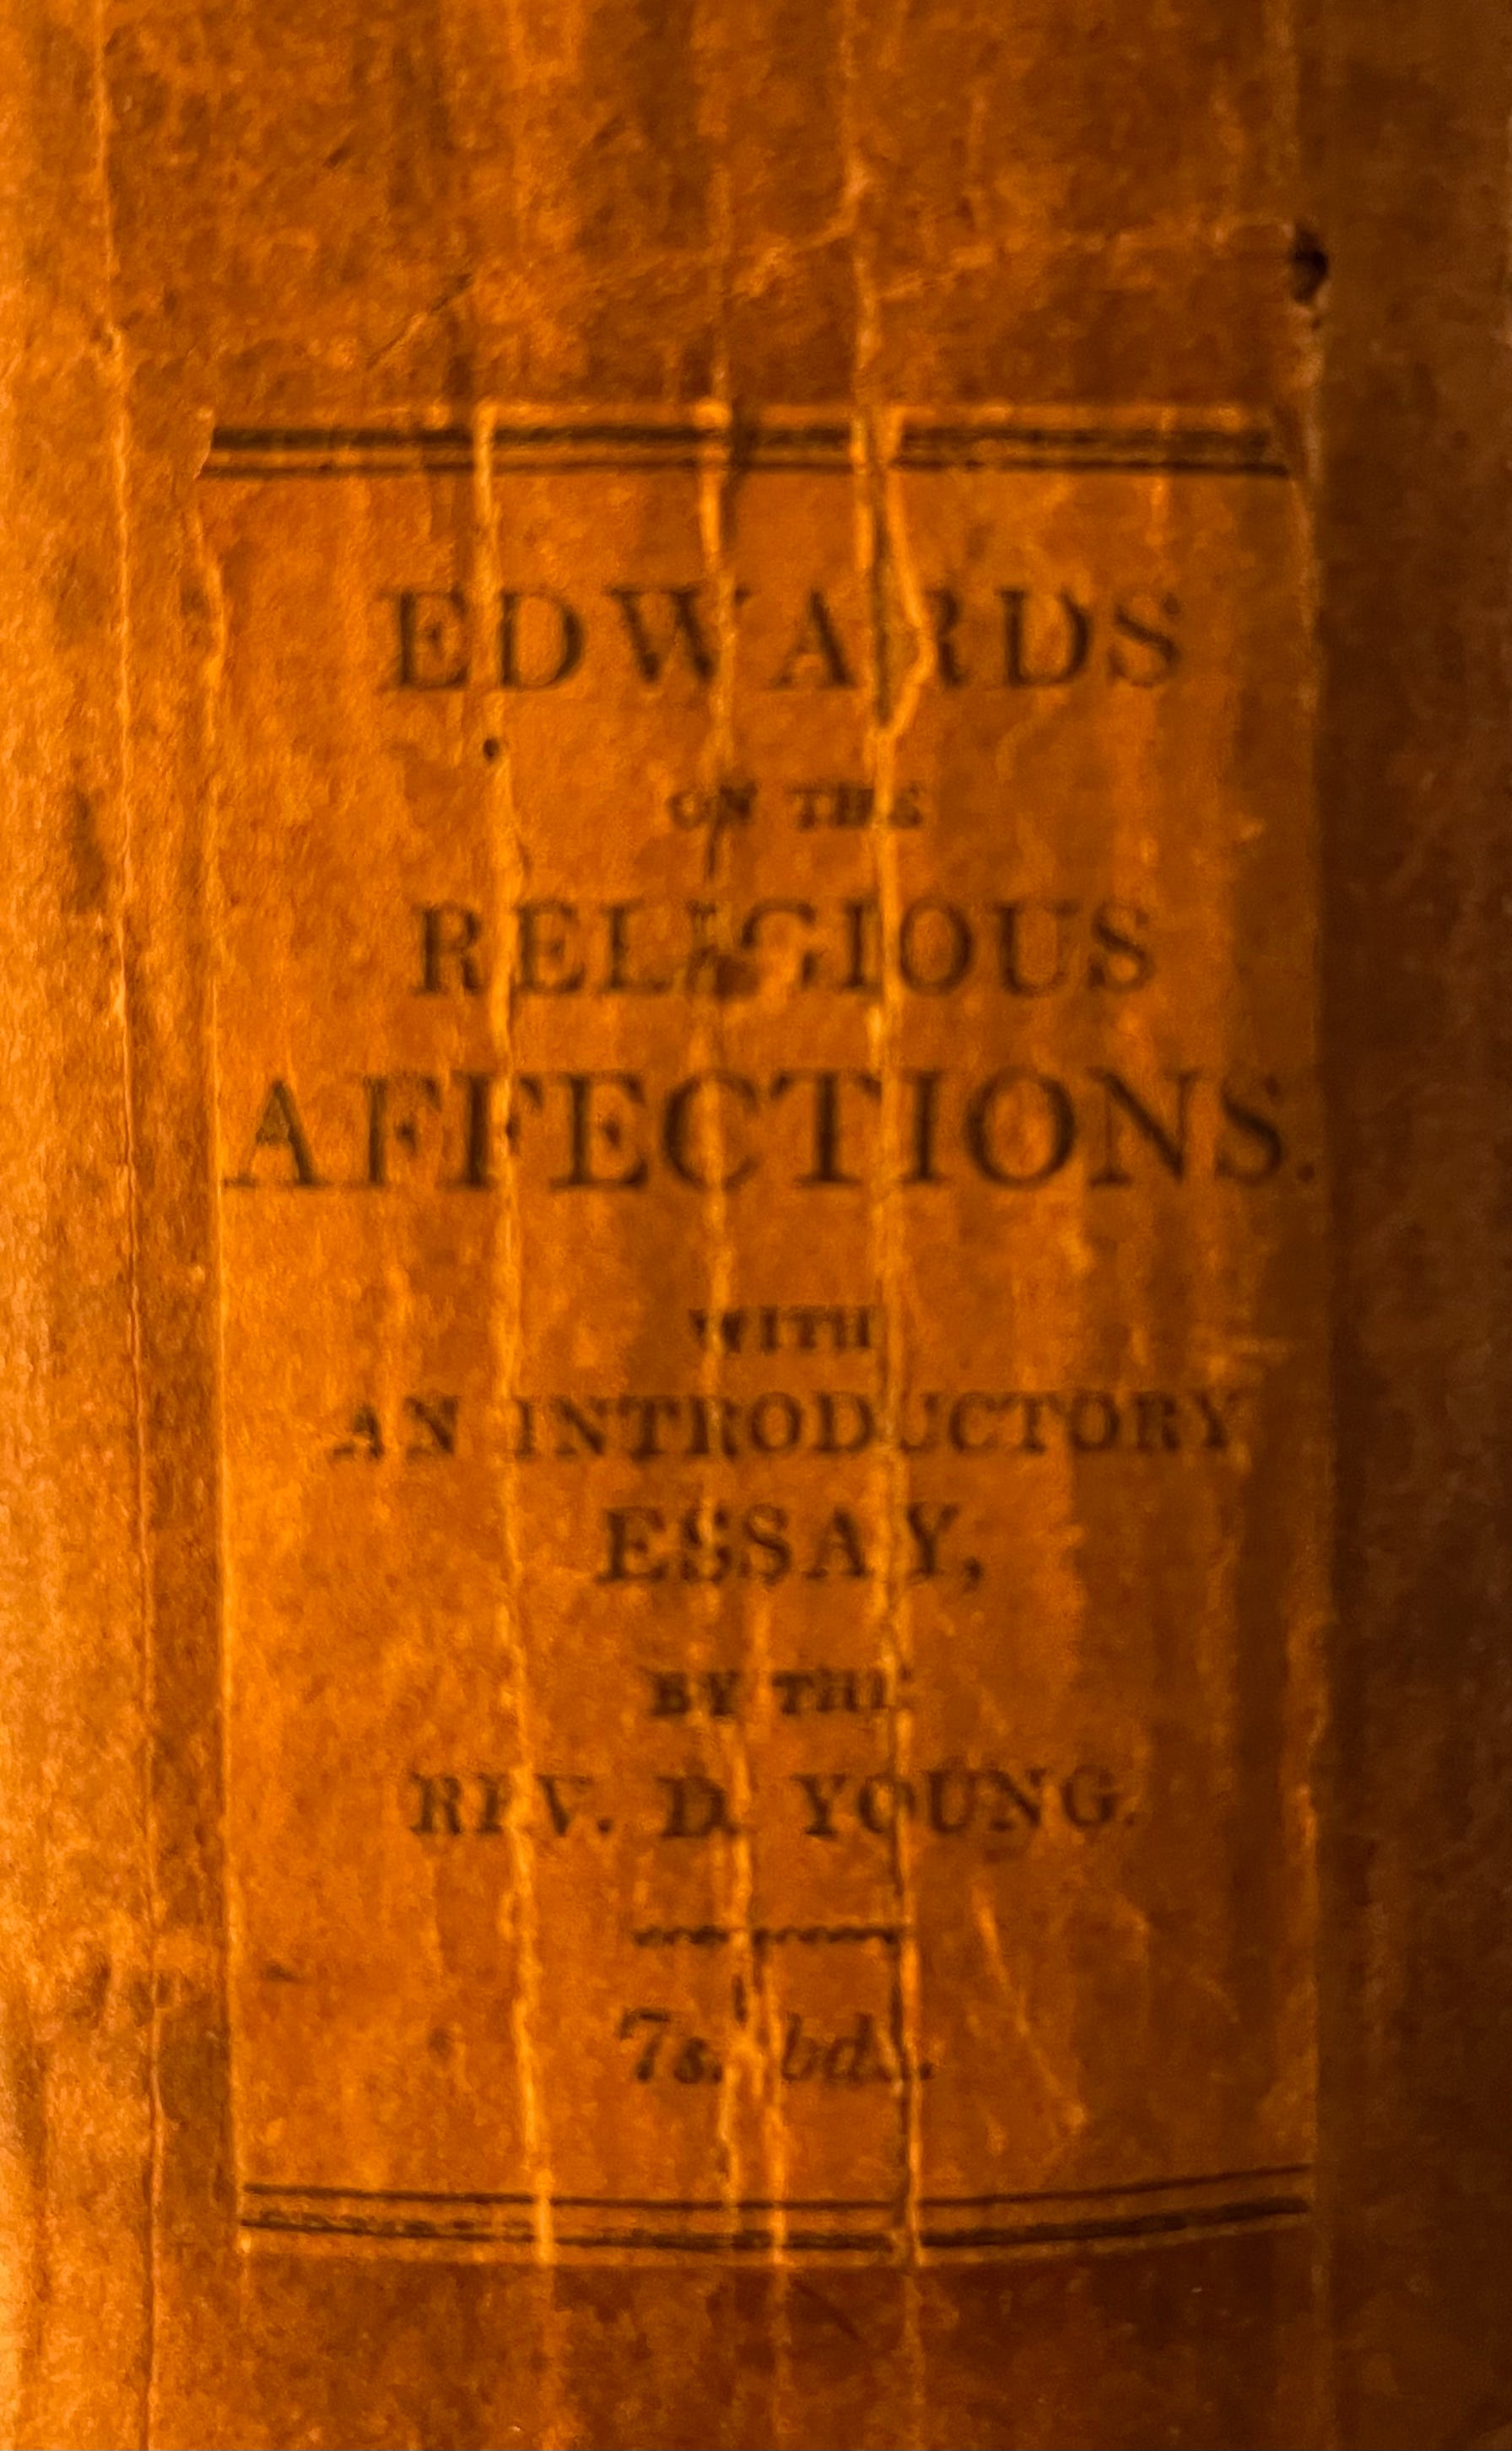 EDWARDS
ON THE
RELIGIOUS
AFFECTIONS.
WITH
AN INTRODUCTORY
ESSAY,
BY THE
REV. D. YOUNG.
7s. bds.